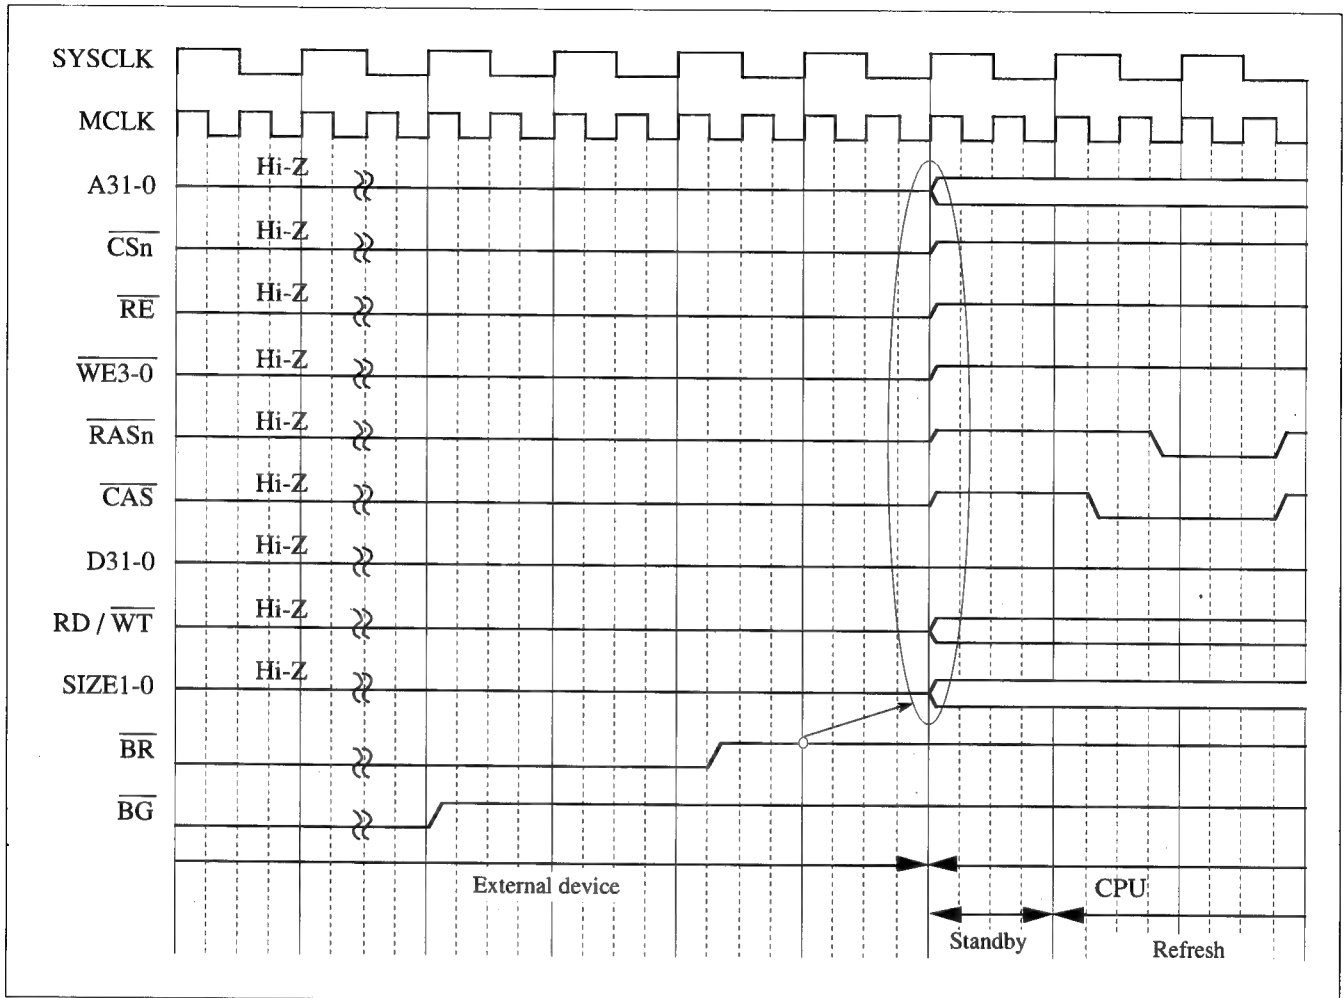 SYSCLK
MCLK
A31-0 Hi-Z
CSn Hi-Z
RE Hi-Z
WE3-0 Hi-Z
RASn Hi-Z
CAS Hi-Z
D31-0 Hi-Z
RD / WT Hi-Z
SIZE1-0 Hi-Z
BR
BG
External device
CPU
Standby
Refresh